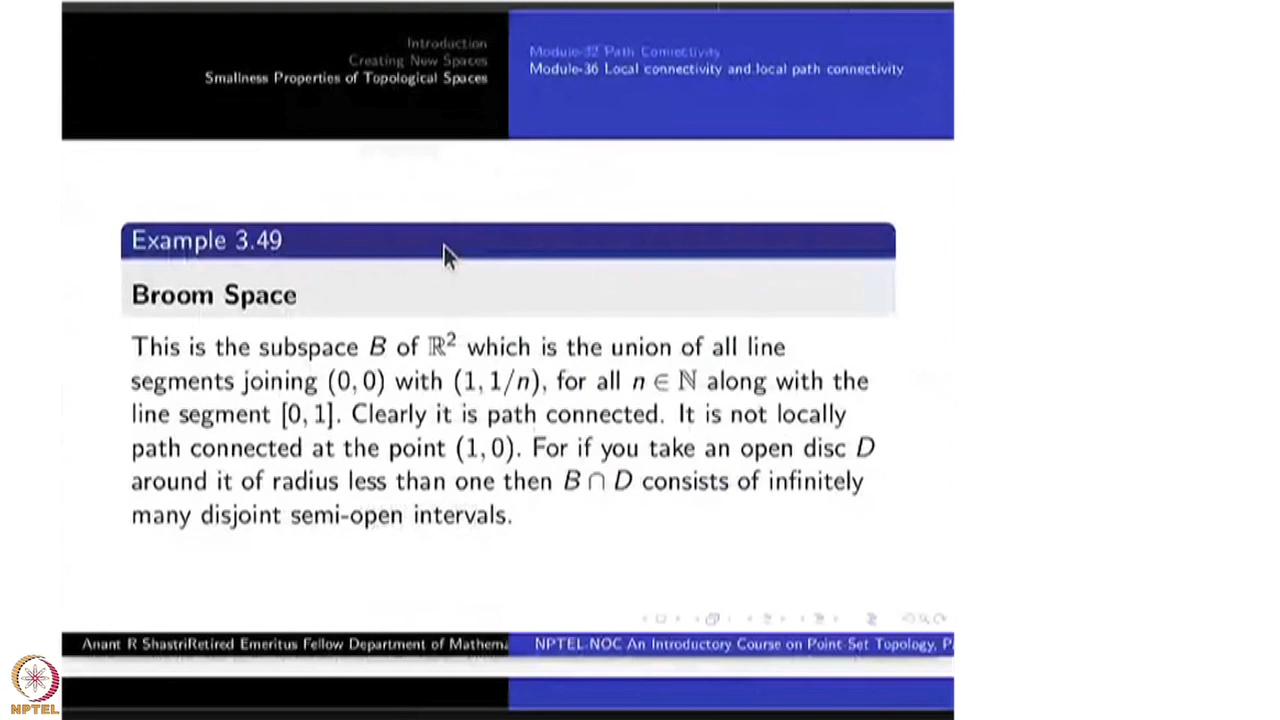 Introduction
Creating New Spaces
Smallness Properties of Topological Spaces
Module-32 Path Connectivity
Module-36 Local connectivity and local path connectivity
Example 3.49
Broom Space
This is the subspace B of ℝ² which is the union of all line
segments joining (0, 0) with (1, 1/n), for all n ∈ ℕ along with the
line segment [0, 1]. Clearly it is path connected. It is not locally
path connected at the point (1, 0). For if you take an open disc D
around it of radius less than one then B ∩ D consists of infinitely
many disjoint semi-open intervals.
Anant R ShastriRetired Emeritus Fellow Department of Mathema
NPTEL-NOC An Introductory Course on Point Set Topology, P
NPTEL